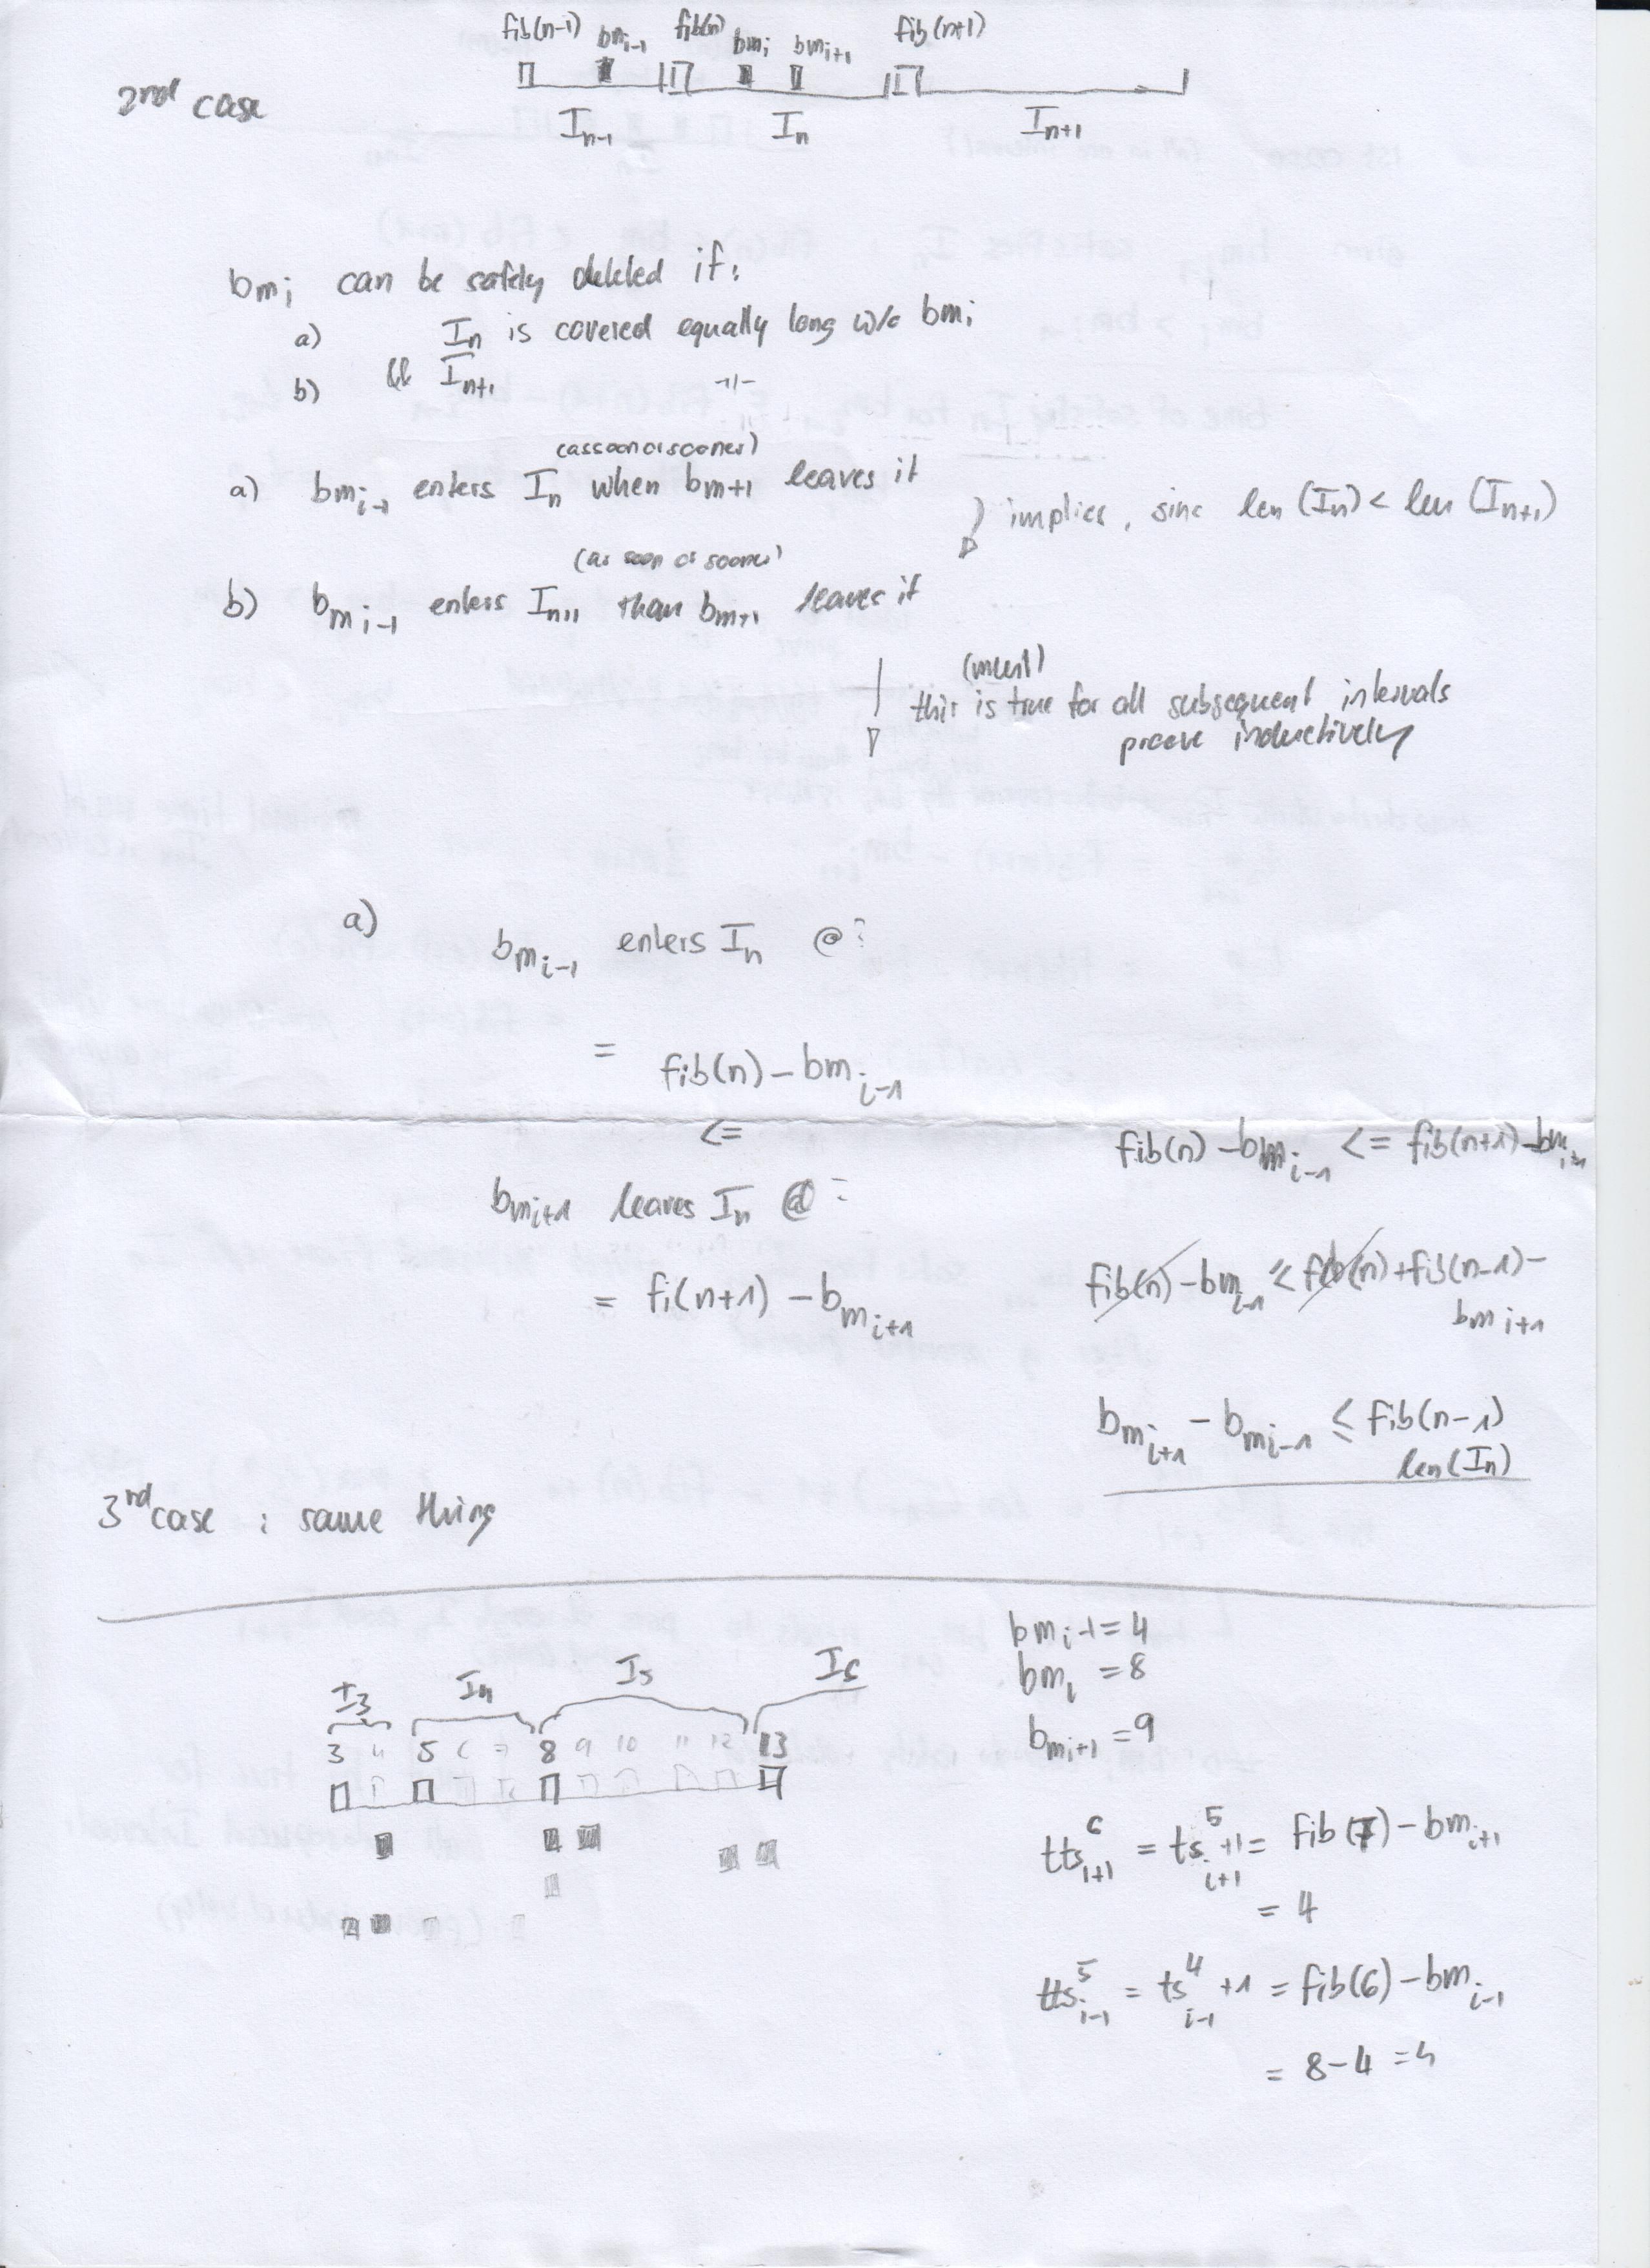 fib(n-1) bm_{i-1} fib(n) bm_i bm_{i+1} fib(n+1)
2nd case
I_{n-1} I_n I_{n+1}
bm_i can be safely deleted if:
a) I_n is covered equally long w/o bm_i
b) && I_{n+1} -"-
(as soon or sooner)
a) bm_{i-1} enters I_n when bm+1 leaves it
implies, sinc len (I_n) < len (I_{n+1})
(as soon or sooner)
b) bm_{i-1} enters I_{n+1} than bm+1 leaves it
(must)
this is true for all subsequent intervals
proove inductively
a)
bm_{i-1} enters I_n @:
= fib(n) - bm_{i-1}
<=
fib(n) - bm_{i-1} <= fib(n+1) - bm_{i+1}
bm_{i+1} leaves I_n @:
= fi(n+1) - bm_{i+1}
fib(n) - bm_{i-1} ≤ fib(n) + fib(n-1) -
bm_{i+1}
bm_{i+1} - bm_{i-1} ≤ fib(n-1)
len(I_n)
3rd case : same thing
bm_i-1 = 4
bm_i = 8
bm_{i+1} = 9
I_3 I_4 I_5 I_6
3 4 5 6 7 8 9 10 11 12 13
tts^6_{i+1} = ts^5_{i+1} +1 = fib(7) - bm_{i+1}
= 4
tts^5_{i-1} = ts^4_{i-1} +1 = fib(6) - bm_{i-1}
= 8-4 = 4